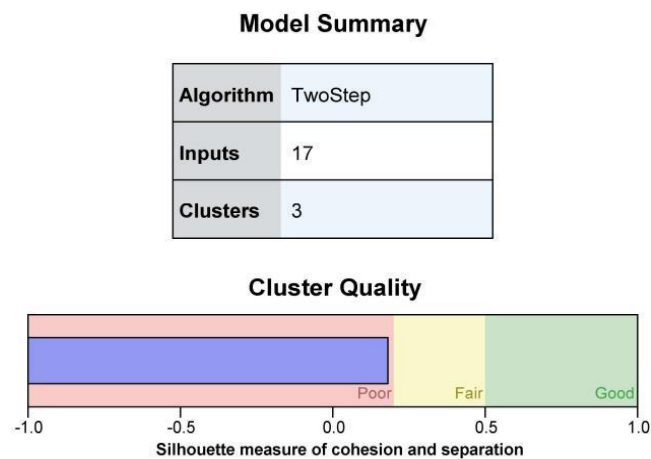 Model Summary
Algorithm TwoStep
Inputs 17
Clusters 3
Cluster Quality
Poor Fair Good
-1.0 -0.5 0.0 0.5 1.0
Silhouette measure of cohesion and separation